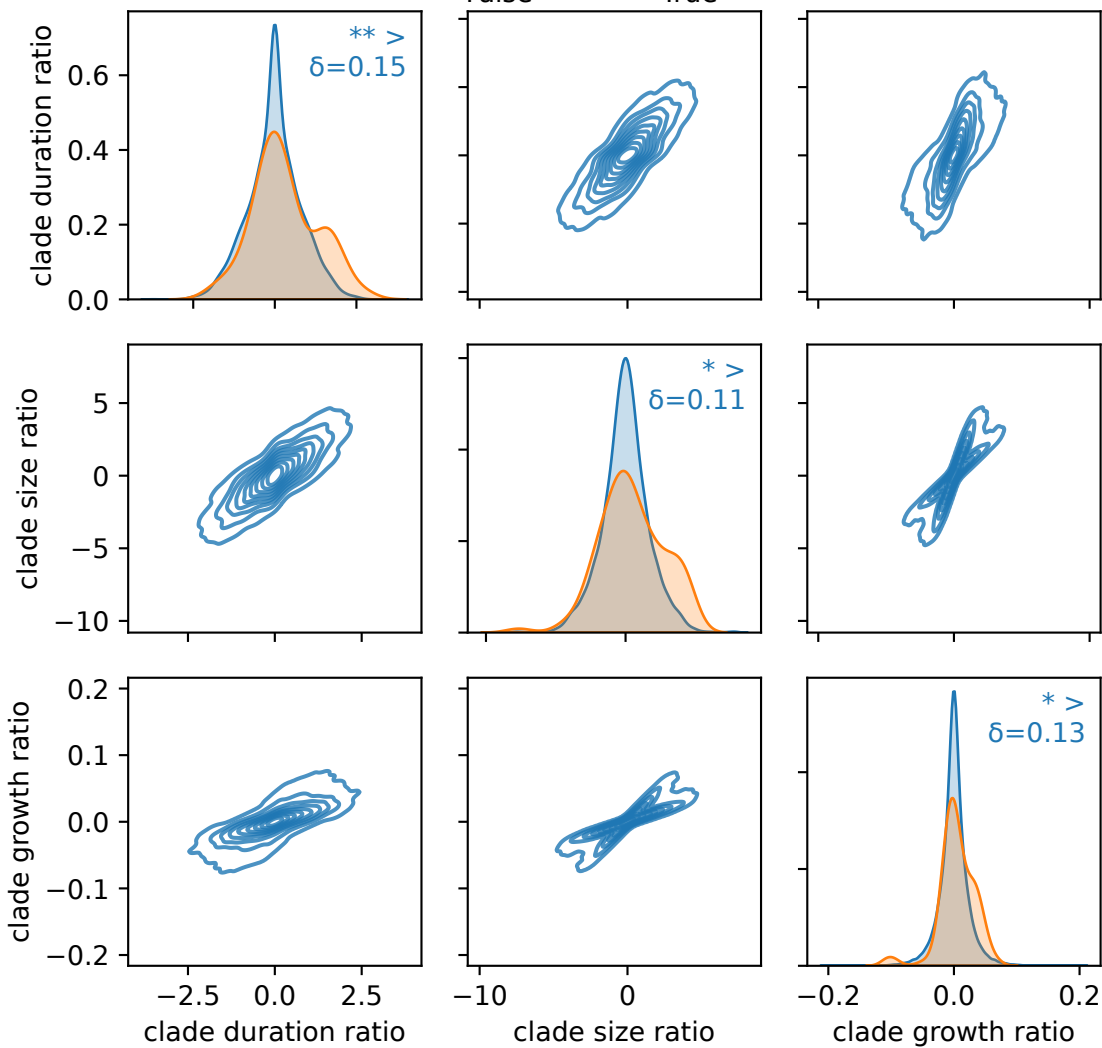 clade duration ratio
0.6
0.4
0.2
0.0
** >
δ=0.15
clade size ratio
5
0
−5
−10
* >
δ=0.11
clade growth ratio
0.2
0.1
0.0
−0.1
−0.2
* >
δ=0.13
−2.5 0.0 2.5
clade duration ratio
−10 0
clade size ratio
−0.2 0.0 0.2
clade growth ratio